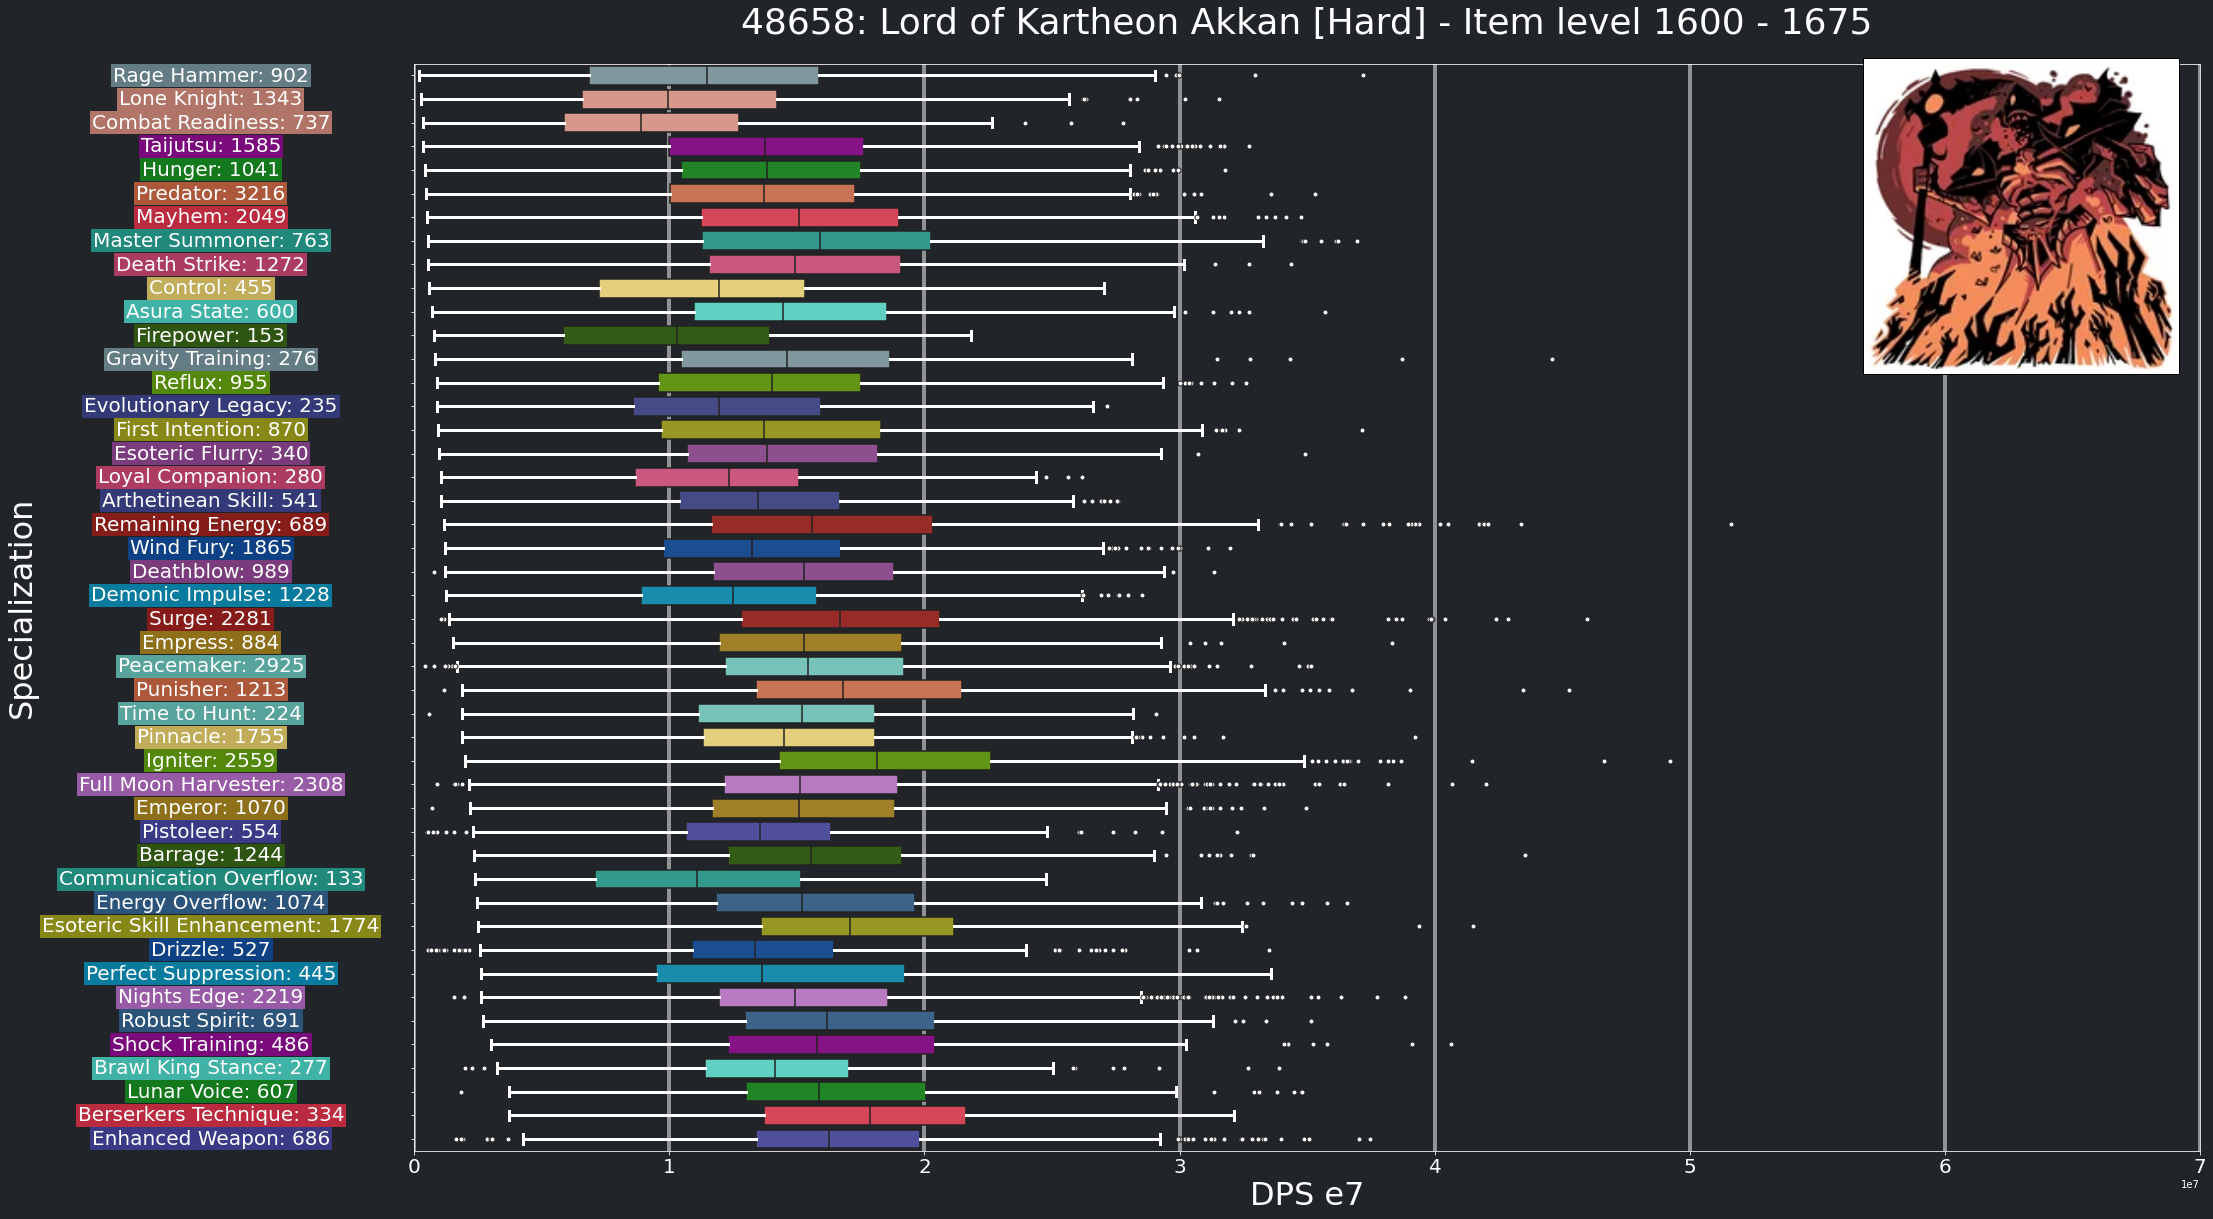 48658: Lord of Kartheon Akkan [Hard] - Item level 1600 - 1675
Rage Hammer: 902
Lone Knight: 1343
Combat Readiness: 737
Taijutsu: 1585
Hunger: 1041
Predator: 3216
Mayhem: 2049
Master Summoner: 763
Death Strike: 1272
Control: 455
Asura State: 600
Firepower: 153
Gravity Training: 276
Reflux: 955
Evolutionary Legacy: 235
First Intention: 870
Esoteric Flurry: 340
Loyal Companion: 280
Arthetinean Skill: 541
Remaining Energy: 689
Wind Fury: 1865
Deathblow: 989
Demonic Impulse: 1228
Surge: 2281
Empress: 884
Peacemaker: 2925
Punisher: 1213
Time to Hunt: 224
Pinnacle: 1755
Igniter: 2559
Full Moon Harvester: 2308
Emperor: 1070
Pistoleer: 554
Barrage: 1244
Communication Overflow: 133
Energy Overflow: 1074
Esoteric Skill Enhancement: 1774
Drizzle: 527
Perfect Suppression: 445
Nights Edge: 2219
Robust Spirit: 691
Shock Training: 486
Brawl King Stance: 277
Lunar Voice: 607
Berserkers Technique: 334
Enhanced Weapon: 686
Specialization
0 1 2 3 4 5 6 7
1e7
DPS e7